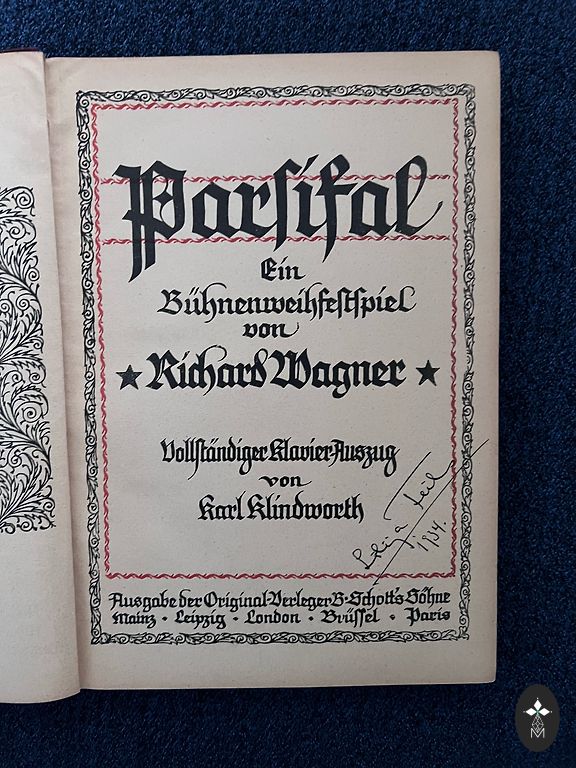 Parsifal
Ein
Bühnenweihfestspiel
von
Richard Wagner
Vollständiger Klavier-Auszug
von
Karl Klindworth
1934.
Ausgabe der Original-Verleger B. Schott's Söhne
Mainz · Leipzig · London · Brüssel · Paris
M